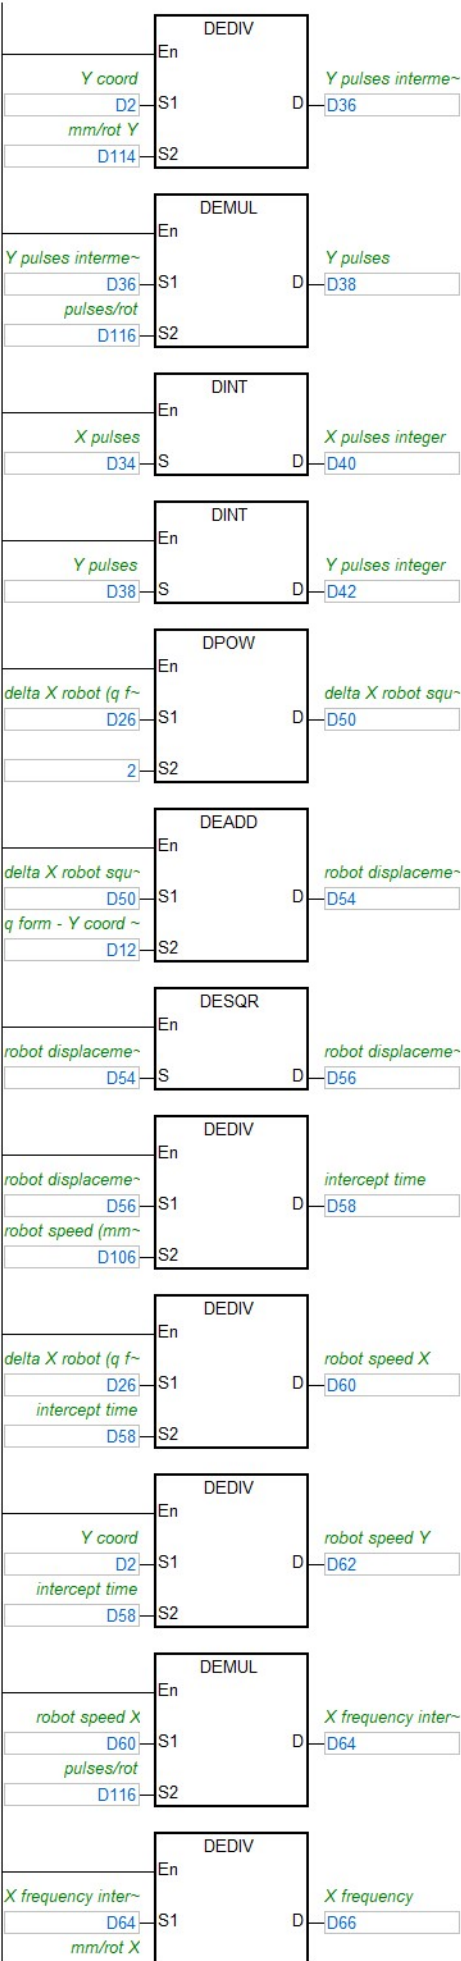 DEDIV
En
Y coord
Y pulses interme~
D2
S1
D
D36
mm/rot Y
D114
S2
DEMUL
En
Y pulses interme~
Y pulses
D36
S1
D
D38
pulses/rot
D116
S2
DINT
En
X pulses
X pulses integer
D34
S
D
D40
DINT
En
Y pulses
Y pulses integer
D38
S
D
D42
DPOW
En
delta X robot (q f~
delta X robot squ~
D26
S1
D
D50
2
S2
DEADD
En
delta X robot squ~
robot displaceme~
D50
S1
D
D54
q form - Y coord ~
D12
S2
DESQR
En
robot displaceme~
robot displaceme~
D54
S
D
D56
DEDIV
En
robot displaceme~
intercept time
D56
S1
D
D58
robot speed (mm~
D106
S2
DEDIV
En
delta X robot (q f~
robot speed X
D26
S1
D
D60
intercept time
D58
S2
DEDIV
En
Y coord
robot speed Y
D2
S1
D
D62
intercept time
D58
S2
DEMUL
En
robot speed X
X frequency inter~
D60
S1
D
D64
pulses/rot
D116
S2
DEDIV
En
X frequency inter~
X frequency
D64
S1
D
D66
mm/rot X